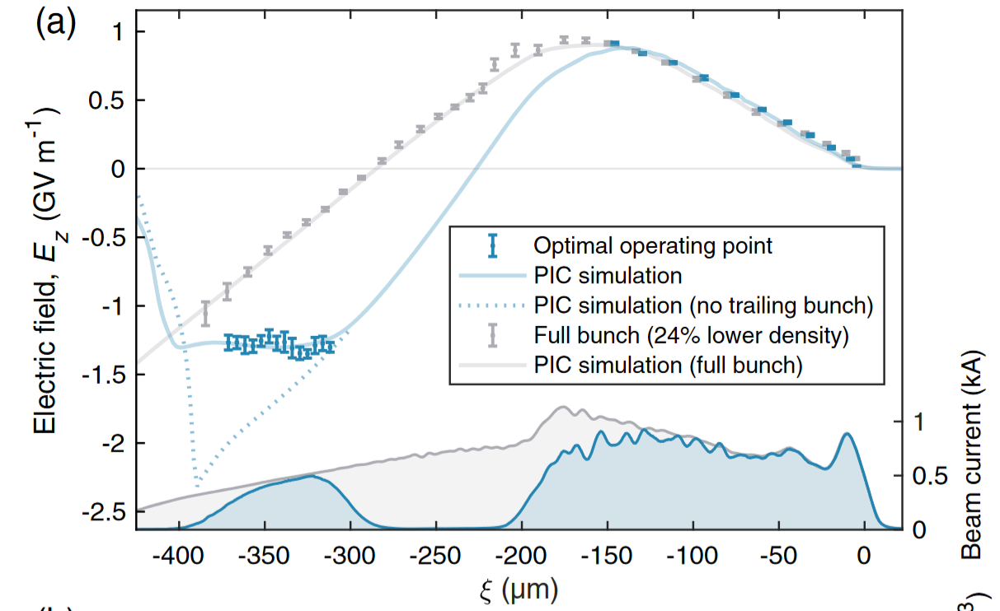 (a)
Electric field, E_z (GV m^-1)
1
0.5
0
-0.5
-1
-1.5
-2
-2.5
Optimal operating point
PIC simulation
PIC simulation (no trailing bunch)
Full bunch (24% lower density)
PIC simulation (full bunch)
1
0.5
0
Beam current (kA)
-400 -350 -300 -250 -200 -150 -100 -50 0
ξ (μm)